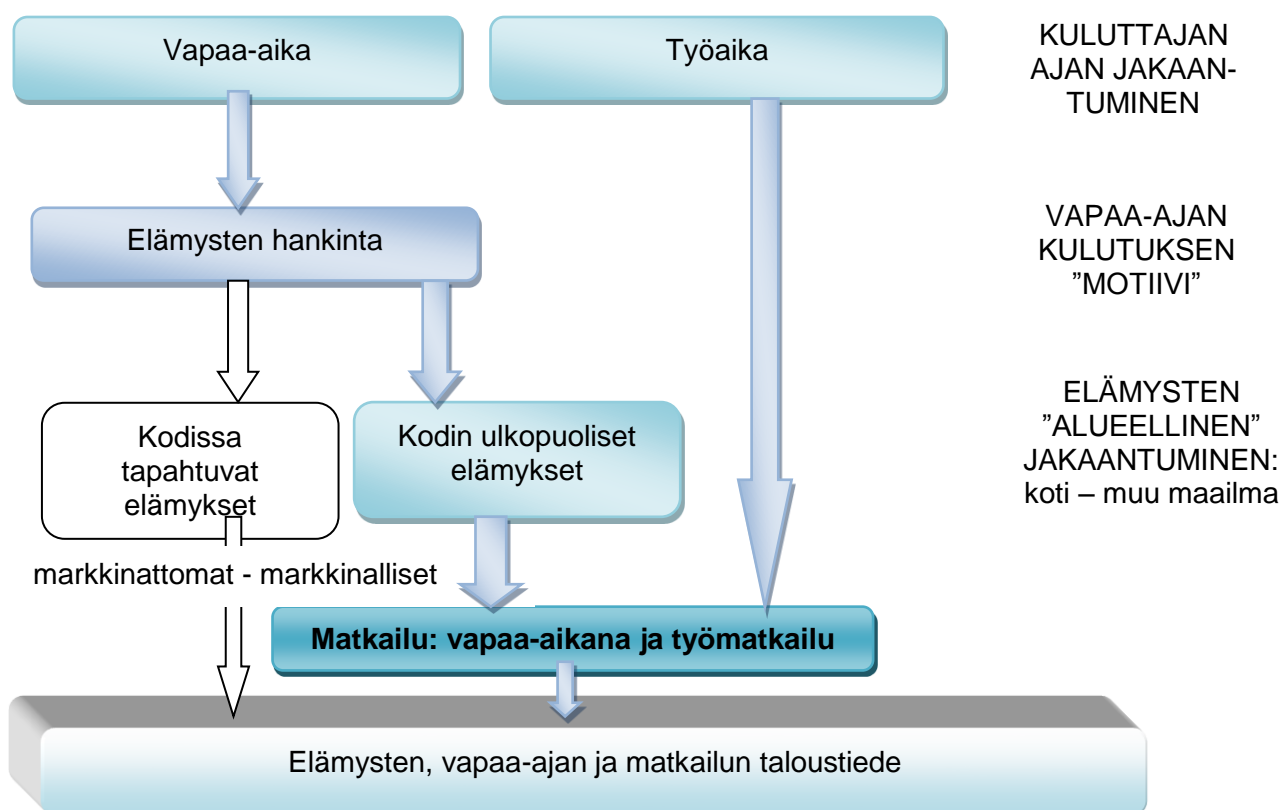 Vapaa-aika
Työaika
KULUTTAJAN
AJAN JAKAAN-
TUMINEN
Elämysten hankinta
VAPAA-AJAN
KULUTUKSEN
”MOTIIVI”
Kodissa
tapahtuvat
elämykset
Kodin ulkopuoliset
elämykset
ELÄMYSTEN
”ALUEELLINEN”
JAKAANTUMINEN:
koti – muu maailma
markkinattomat - markkinalliset
Matkailu: vapaa-aikana ja työmatkailu
Elämysten, vapaa-ajan ja matkailun taloustiede